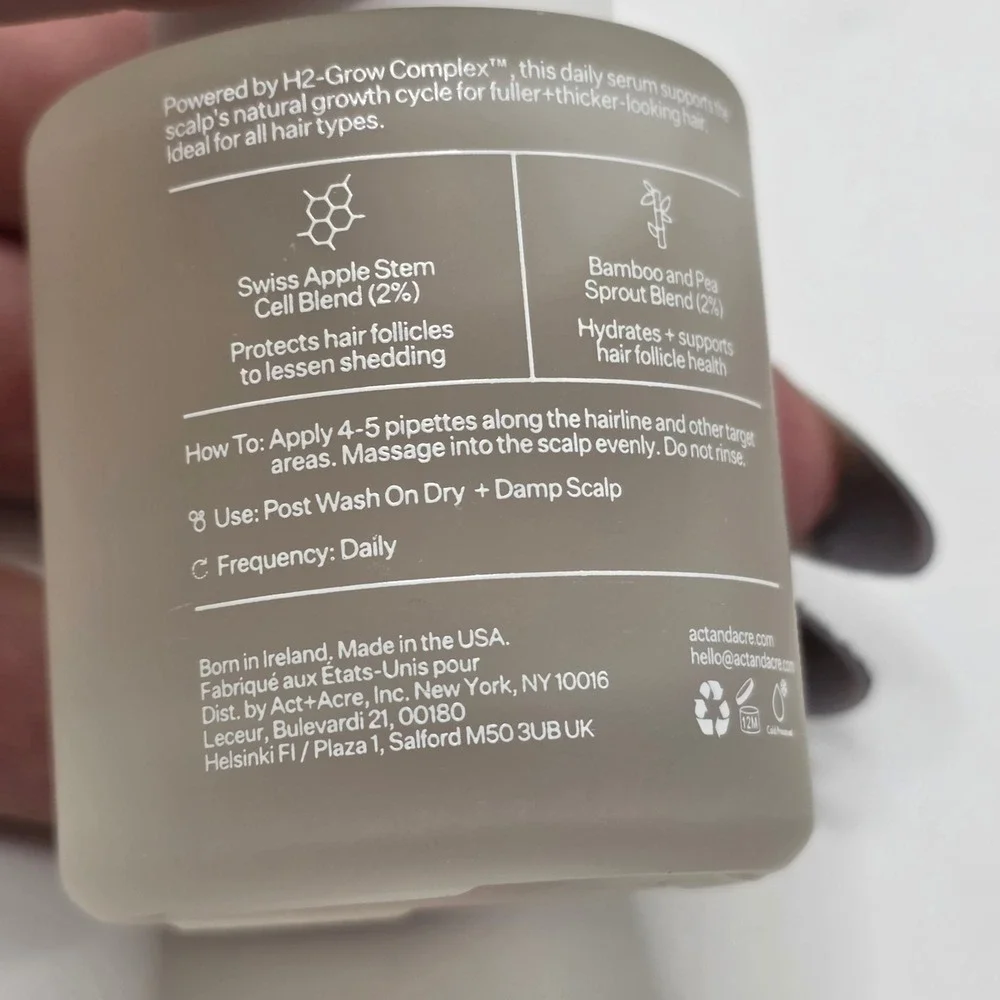 Powered by H2-Grow Complex™, this daily serum supports the
scalp's natural growth cycle for fuller+thicker-looking hair.
Ideal for all hair types.
Swiss Apple Stem
Cell Blend (2%)
Protects hair follicles
to lessen shedding
Bamboo and Pea
Sprout Blend (2%)
Hydrates + supports
hair follicle health
How To: Apply 4-5 pipettes along the hairline and other target
areas. Massage into the scalp evenly. Do not rinse.
Use: Post Wash On Dry + Damp Scalp
Frequency: Daily
Born in Ireland. Made in the USA.
Fabriqué aux États-Unis pour
Dist. by Act+Acre, Inc. New York, NY 10016
Leceur, Bulevardi 21, 00180
Helsinki FI / Plaza 1, Salford M50 3UB UK
actandacre.com
hello@actandacre.com
12M
Cold Processed